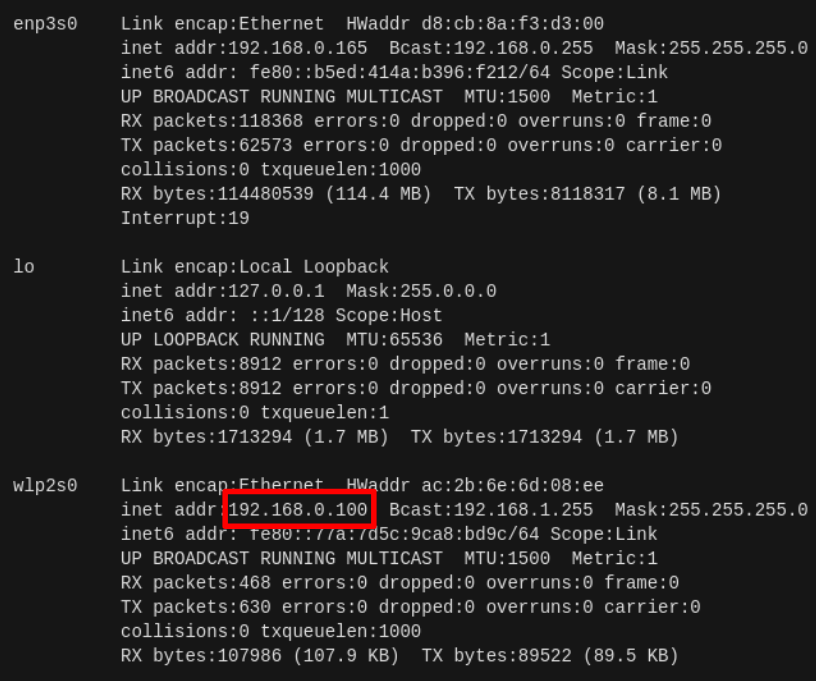 enp3s0    Link encap:Ethernet  HWaddr d8:cb:8a:f3:d3:00
          inet addr:192.168.0.165  Bcast:192.168.0.255  Mask:255.255.255.0
          inet6 addr: fe80::b5ed:414a:b396:f212/64 Scope:Link
          UP BROADCAST RUNNING MULTICAST  MTU:1500  Metric:1
          RX packets:118368 errors:0 dropped:0 overruns:0 frame:0
          TX packets:62573 errors:0 dropped:0 overruns:0 carrier:0
          collisions:0 txqueuelen:1000
          RX bytes:114480539 (114.4 MB)  TX bytes:8118317 (8.1 MB)
          Interrupt:19
lo        Link encap:Local Loopback
          inet addr:127.0.0.1  Mask:255.0.0.0
          inet6 addr: ::1/128 Scope:Host
          UP LOOPBACK RUNNING  MTU:65536  Metric:1
          RX packets:8912 errors:0 dropped:0 overruns:0 frame:0
          TX packets:8912 errors:0 dropped:0 overruns:0 carrier:0
          collisions:0 txqueuelen:1
          RX bytes:1713294 (1.7 MB)  TX bytes:1713294 (1.7 MB)
wlp2s0    Link encap:Ethernet  HWaddr ac:2b:6e:6d:08:ee
          inet addr:192.168.0.100  Bcast:192.168.1.255  Mask:255.255.255.0
          inet6 addr: fe80::77a:7d5c:9ca8:bd9c/64 Scope:Link
          UP BROADCAST RUNNING MULTICAST  MTU:1500  Metric:1
          RX packets:468 errors:0 dropped:0 overruns:0 frame:0
          TX packets:630 errors:0 dropped:0 overruns:0 carrier:0
          collisions:0 txqueuelen:1000
          RX bytes:107986 (107.9 KB)  TX bytes:89522 (89.5 KB)